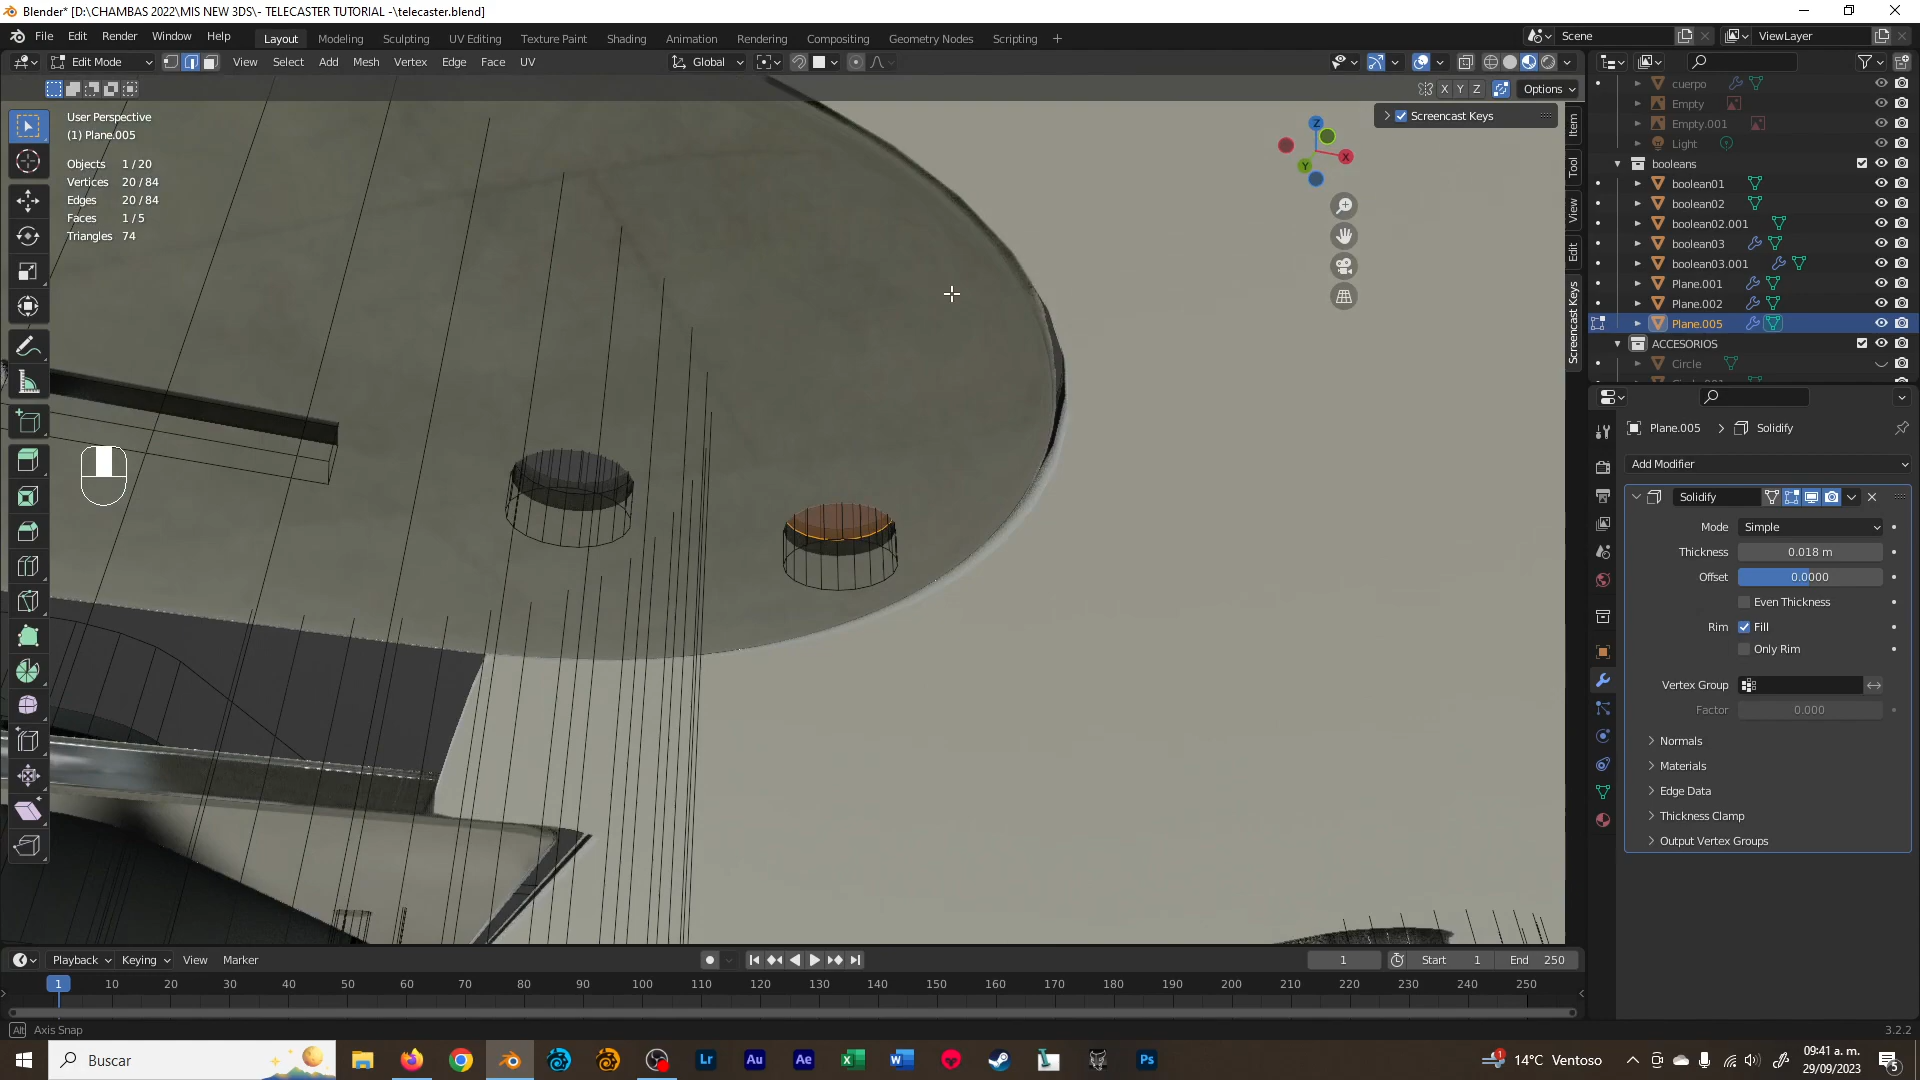 Blender* [D:\CHAMBAS 2022\MIS NEW 3DS\- TELECASTER TUTORIAL -\telecaster.blend]
File Edit Render Window Help Layout Modeling Sculpting UV Editing Texture Paint Shading Animation Rendering Compositing Geometry Nodes Scripting + Scene ViewLayer
Edit Mode View Select Add Mesh Vertex Edge Face UV Global
X Y Z Options
User Perspective
(1) Plane.005
Objects 1/20
Vertices 20/84
Edges 20/84
Faces 1/5
Triangles 74
Screencast Keys
Z
X
Y
Item
Tool
View
Edit
Screencast Keys
cuerpo
Empty
Empty.001
Light
booleans
boolean01
boolean02
boolean02.001
boolean03
boolean03.001
Plane.001
Plane.002
Plane.005
ACCESORIOS
Circle
Plane.005 > Solidify
Add Modifier
Solidify
Mode Simple
Thickness 0.018 m
Offset 0.0000
Even Thickness
Rim Fill
Only Rim
Vertex Group
Factor 0.000
Normals
Materials
Edge Data
Thickness Clamp
Output Vertex Groups
Playback Keying View Marker 1 Start 1 End 250
1 10 20 30 40 50 60 70 80 90 100 110 120 130 140 150 160 170 180 190 200 210 220 230 240 250
Alt Axis Snap 3.2.2
Buscar Lr Au Ae Ps 1 14°C Ventoso 09:41 a. m.
29/09/2023 5